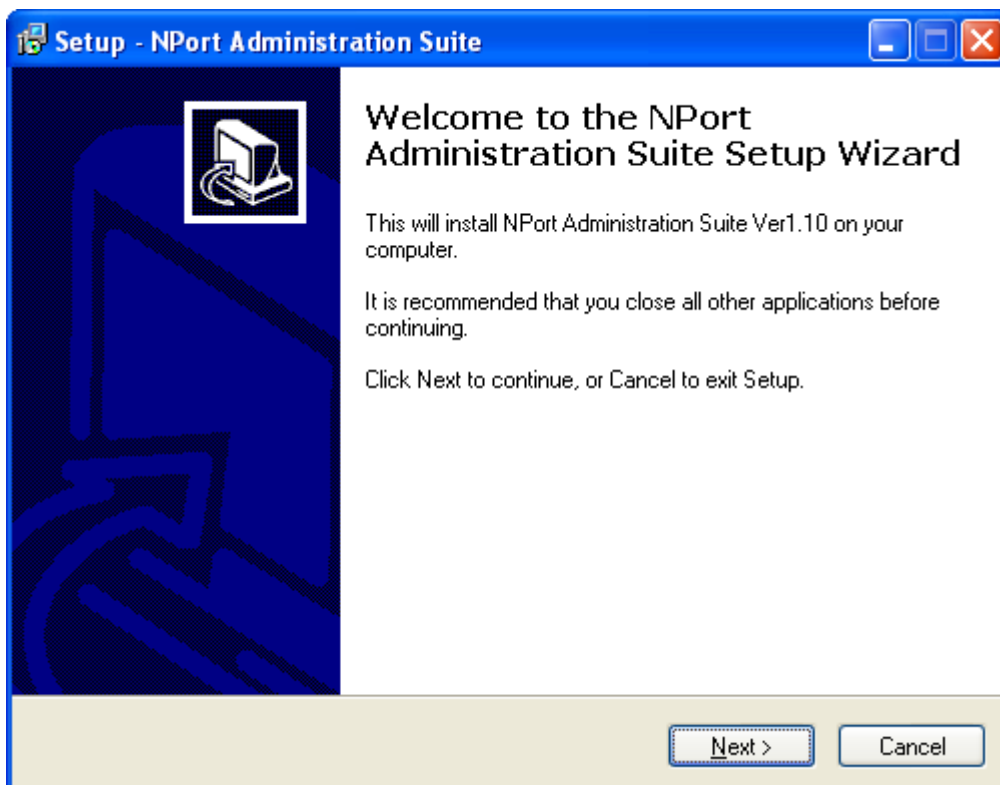 Setup - NPort Administration Suite
Welcome to the NPort
Administration Suite Setup Wizard
This will install NPort Administration Suite Ver1.10 on your
computer.
It is recommended that you close all other applications before
continuing.
Click Next to continue, or Cancel to exit Setup.
Next >
Cancel